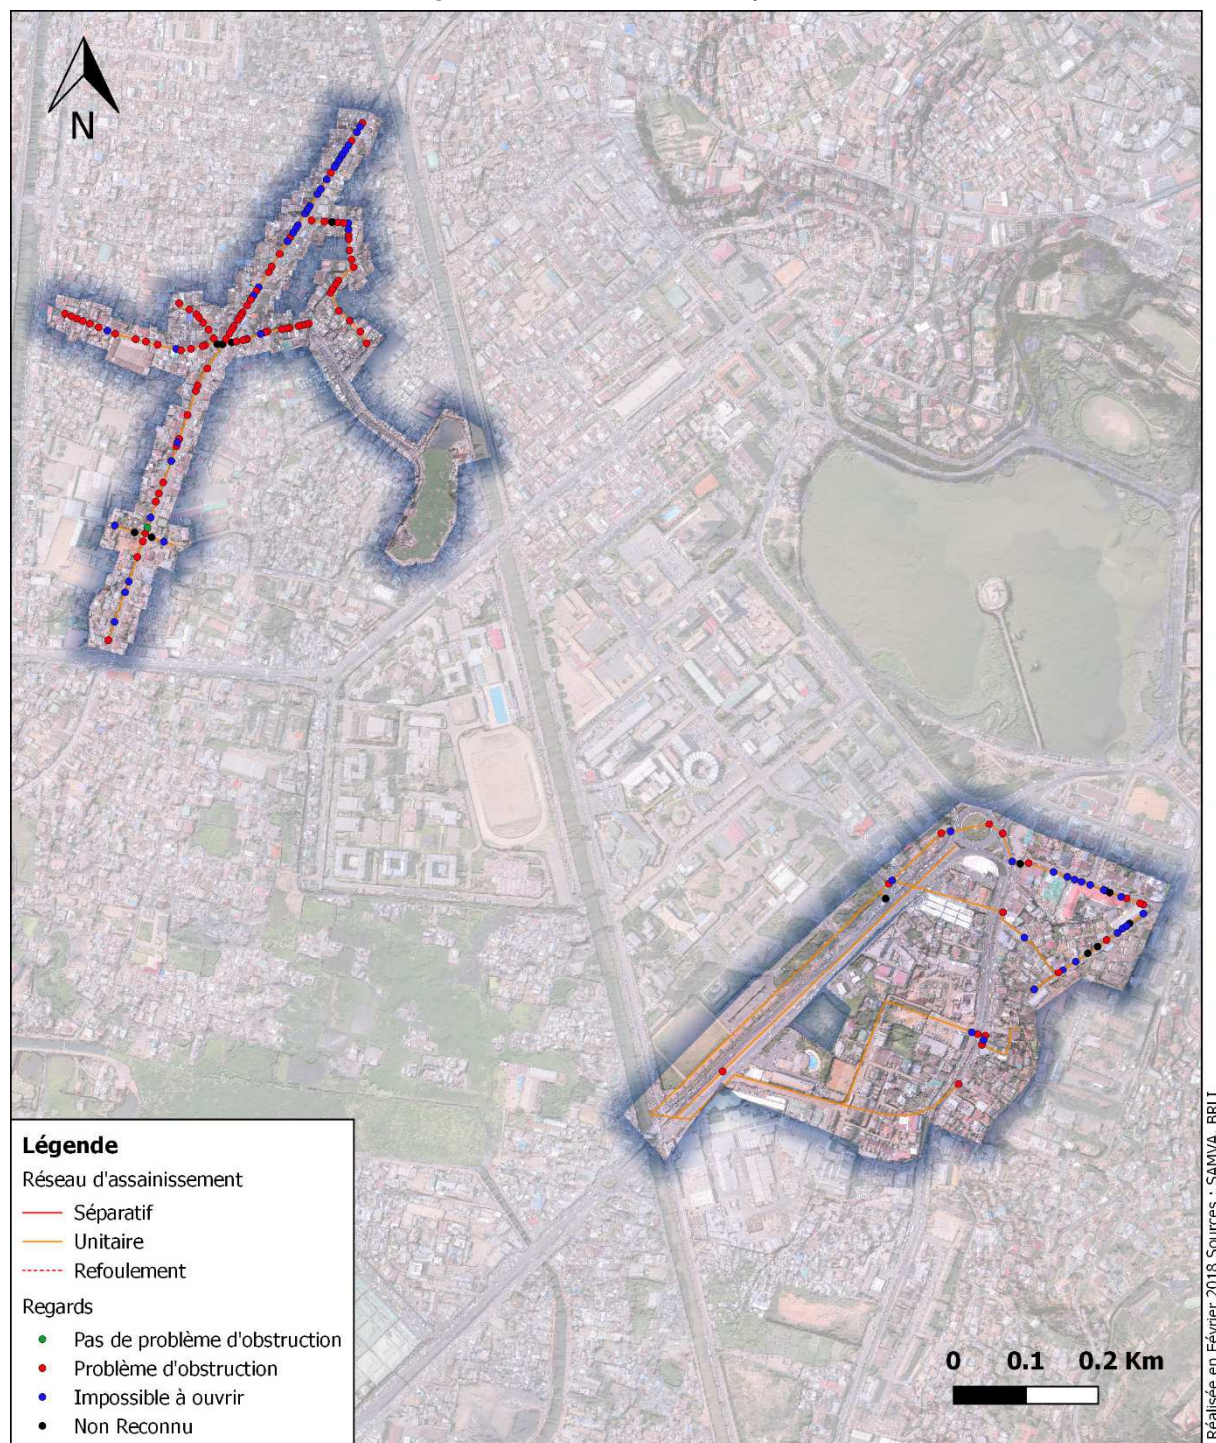 N
Légende
Réseau d'assainissement
Séparatif
Unitaire
Refoulement
Regards
Pas de problème d'obstruction
Problème d'obstruction
Impossible à ouvrir
Non Reconnu
0 0.1 0.2 Km
Réalisée en Février 2018 Sources : SAMVA, BRLI